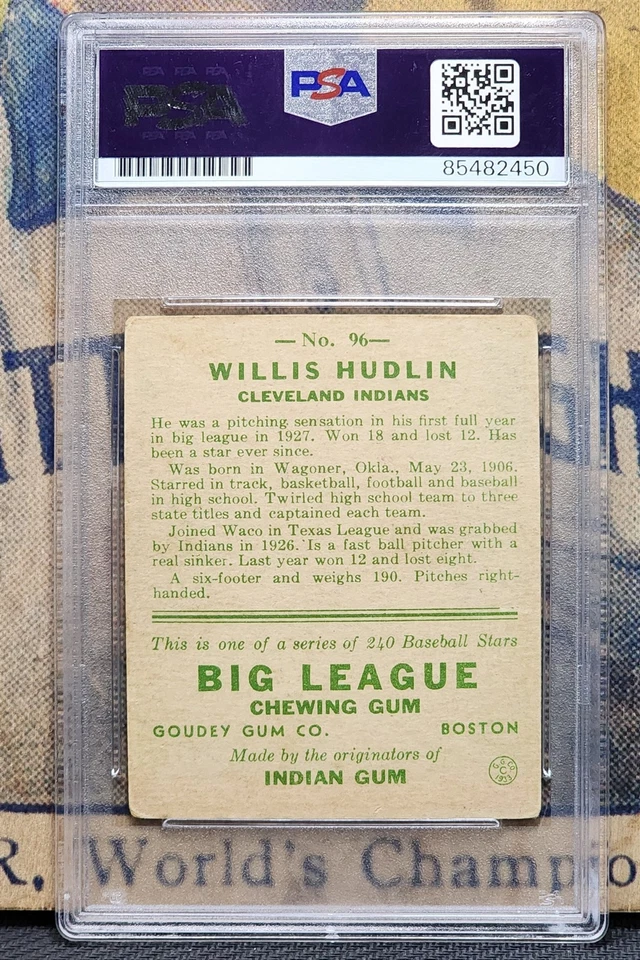 PSA
85482450
— No. 96—
WILLIS HUDLIN
CLEVELAND INDIANS
He was a pitching sensation in his first full year
in big league in 1927. Won 18 and lost 12. Has
been a star ever since.
Was born in Wagoner, Okla., May 23, 1906.
Starred in track, basketball, football and baseball
in high school. Twirled high school team to three
state titles and captained each team.
Joined Waco in Texas League and was grabbed
by Indians in 1926. Is a fast ball pitcher with a
real sinker. Last year won 12 and lost eight.
A six-footer and weighs 190. Pitches right-
handed.
This is one of a series of 240 Baseball Stars
BIG LEAGUE
CHEWING GUM
GOUDEY GUM CO. BOSTON
Made by the originators of
INDIAN GUM
G.G.CO.
C
1933
R, World's Champio